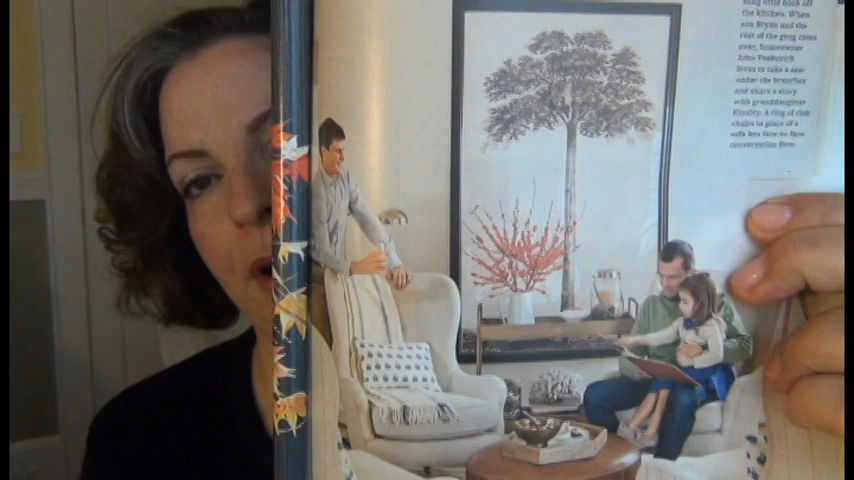 ning little nook off
the kitchen. When
son Bryan and the
rest of the gang come
over, homeowner
John Yeskevich
loves to take a seat
under the branches
and share a story
with granddaughter
Kinsley. A ring of club
chairs in place of a
sofa has face-to-face
conversation flow.